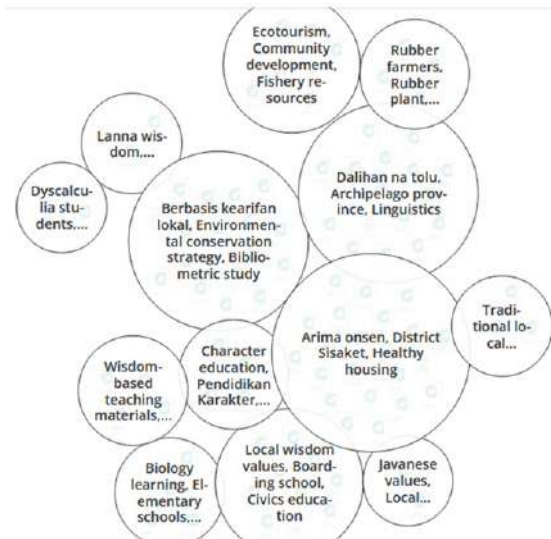 Ecotourism,
Community
development,
Fishery re-
sources
Rubber
farmers,
Rubber
plant,...
Lanna wis-
dom,...
Dyscalcu-
lia stu-
dents,...
Dalihan na tolu,
Archipelago prov-
ince, Linguistics
Berbasis kearifan
lokal, Environmen-
tal conservation
strategy, Biblio-
metric study
Arima onsen, District
Sisaket, Healthy
housing
Tradi-
tional lo-
cal...
Character
education,
Pendidikan
Karakter,...
Wisdom-
based
teaching
materials,...
Biology
learning, El-
ementary
schools,...
Local wisdom
values, Board-
ing school,
Civics educa-
tion
Javanese
values,
Local...